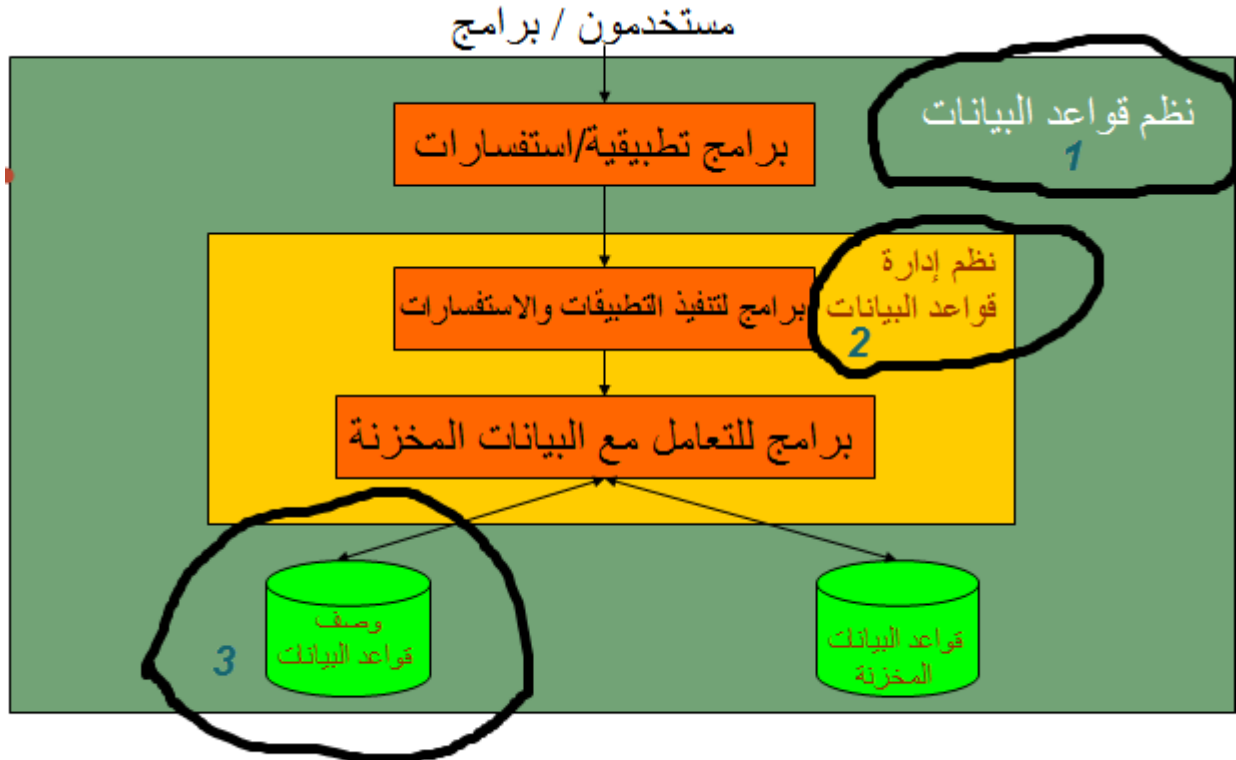 مستخدمون / برامج
نظم قواعد البيانات
1
برامج تطبيقية/استفسارات
نظم إدارة
قواعد البيانات
2
برامج لتنفيذ التطبيقات والاستفسارات
برامج للتعامل مع البيانات المخزنة
قواعد البيانات
المخزنة
وصف
قواعد البيانات
3